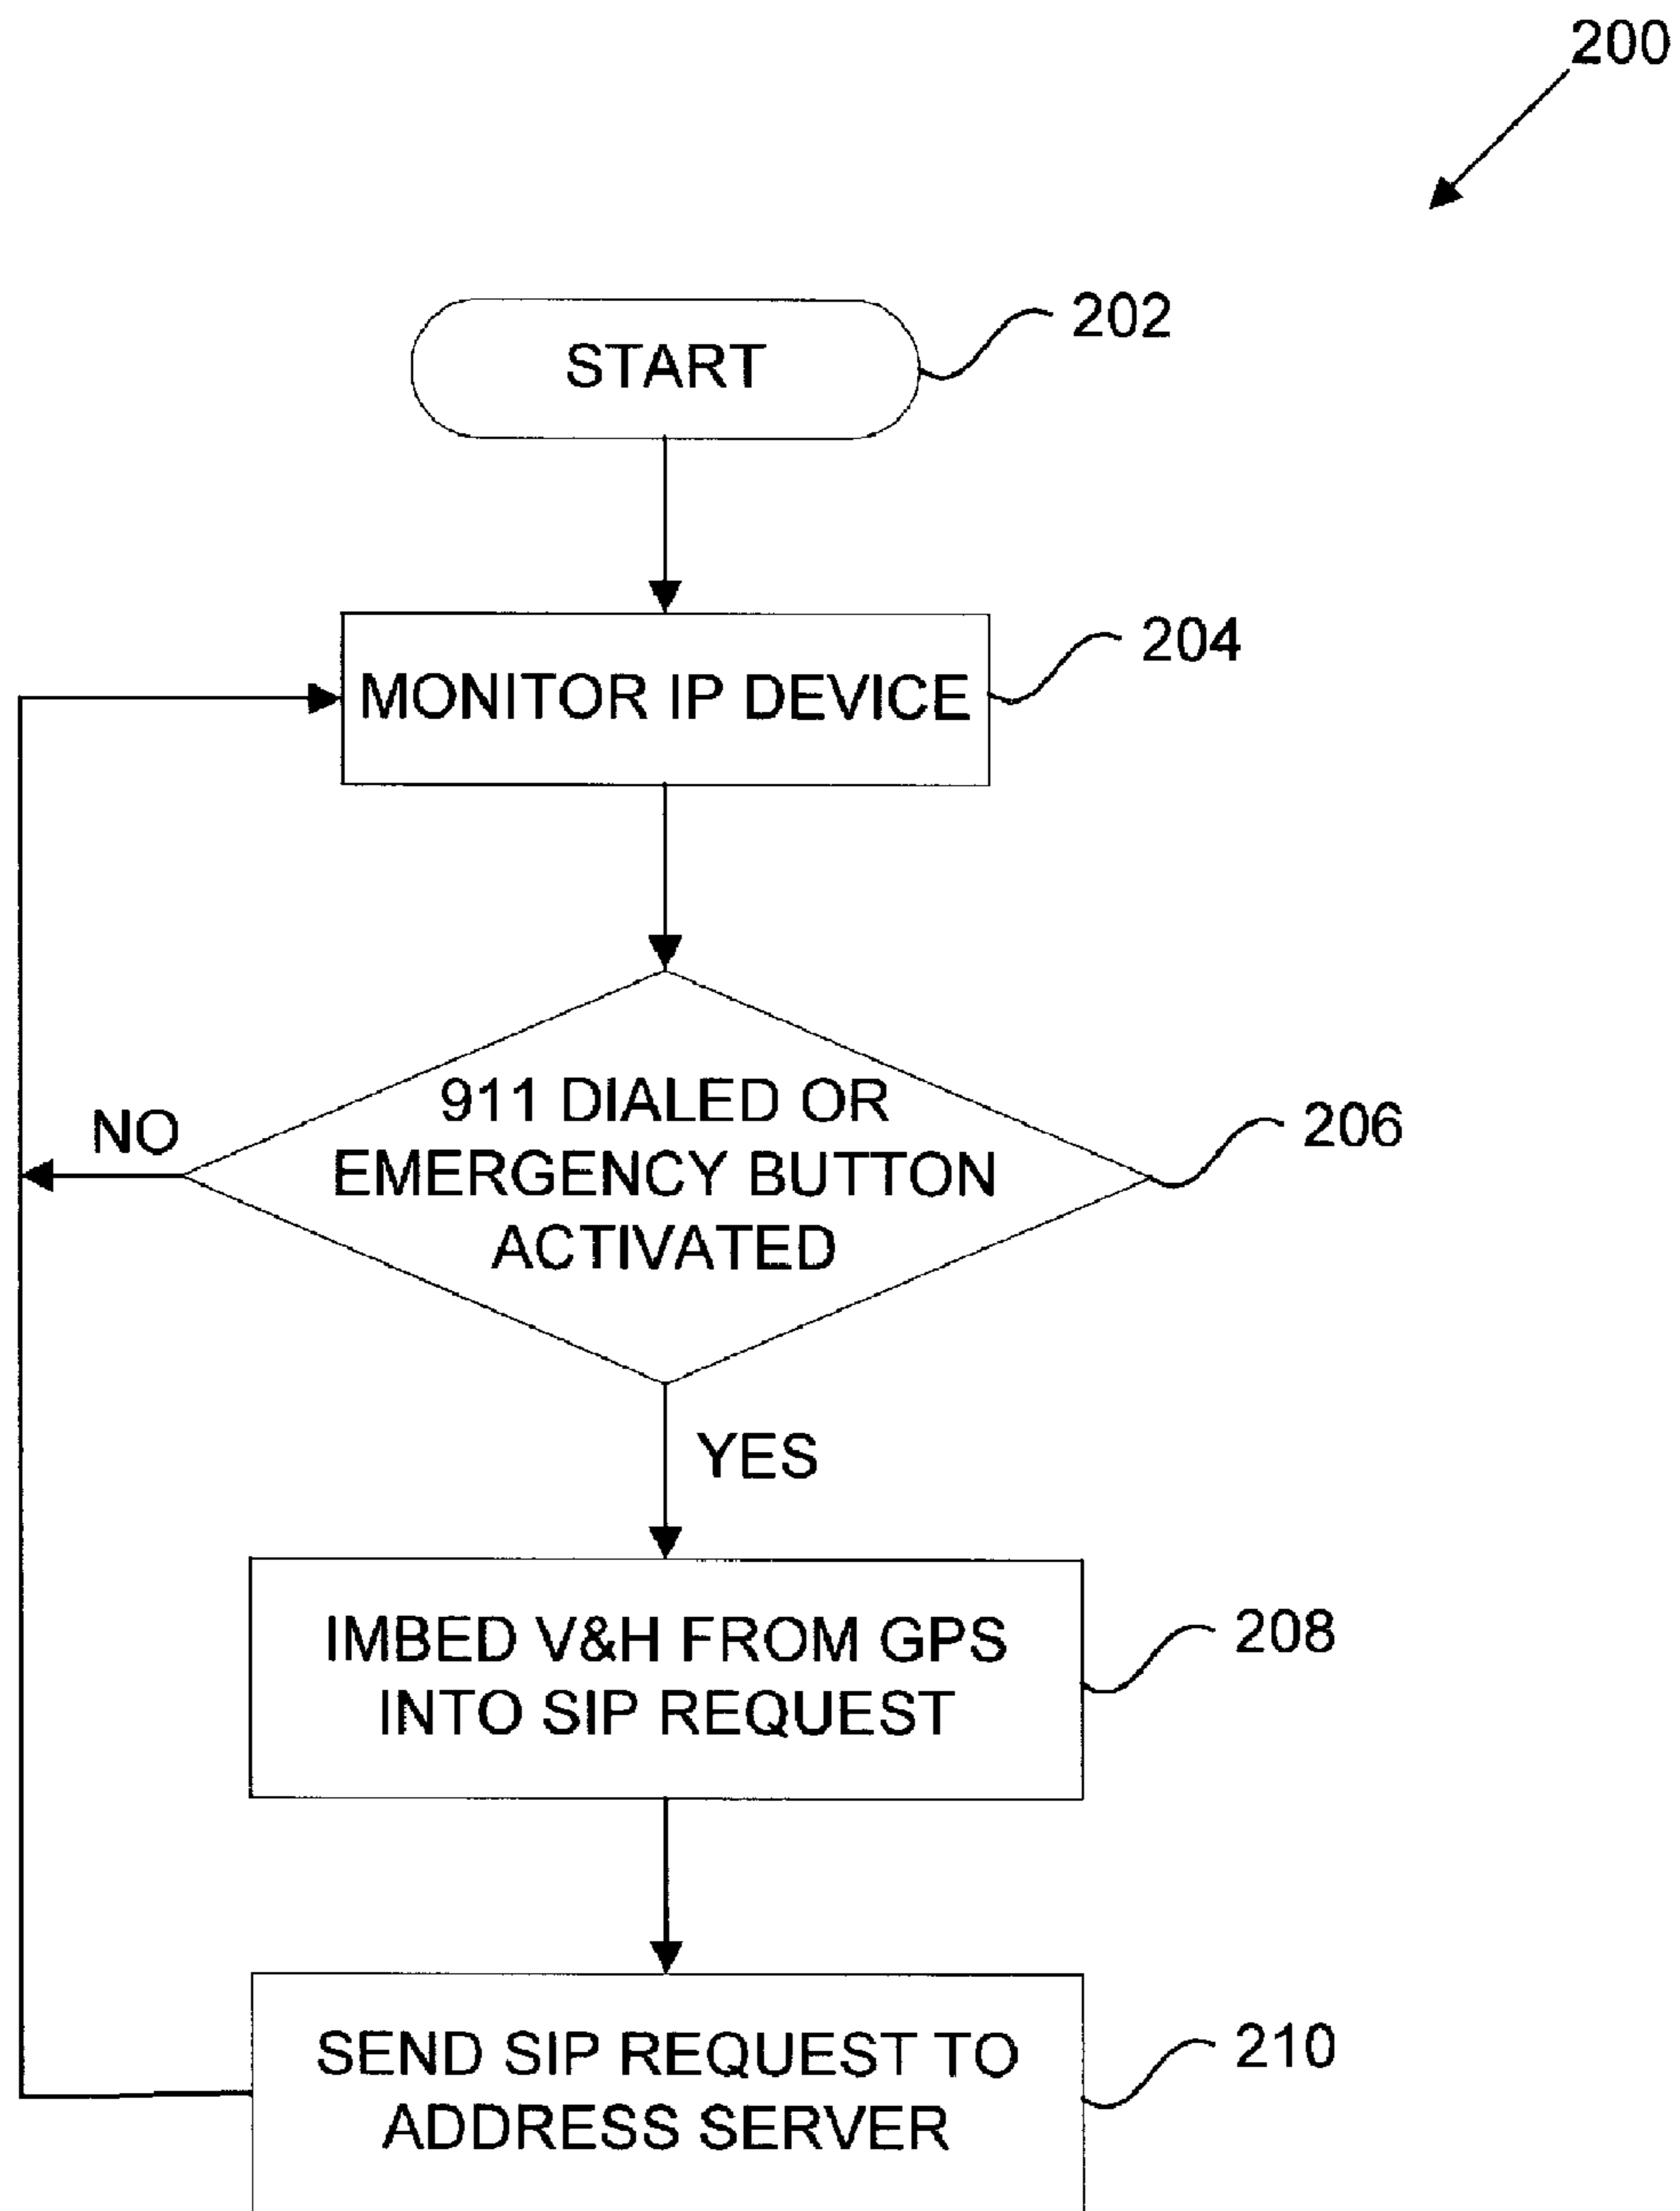 200
START
202
MONITOR IP DEVICE
204
911 DIALED OR
EMERGENCY BUTTON
ACTIVATED
206
NO
YES
IMBED V&H FROM GPS
INTO SIP REQUEST
208
SEND SIP REQUEST TO
ADDRESS SERVER
210